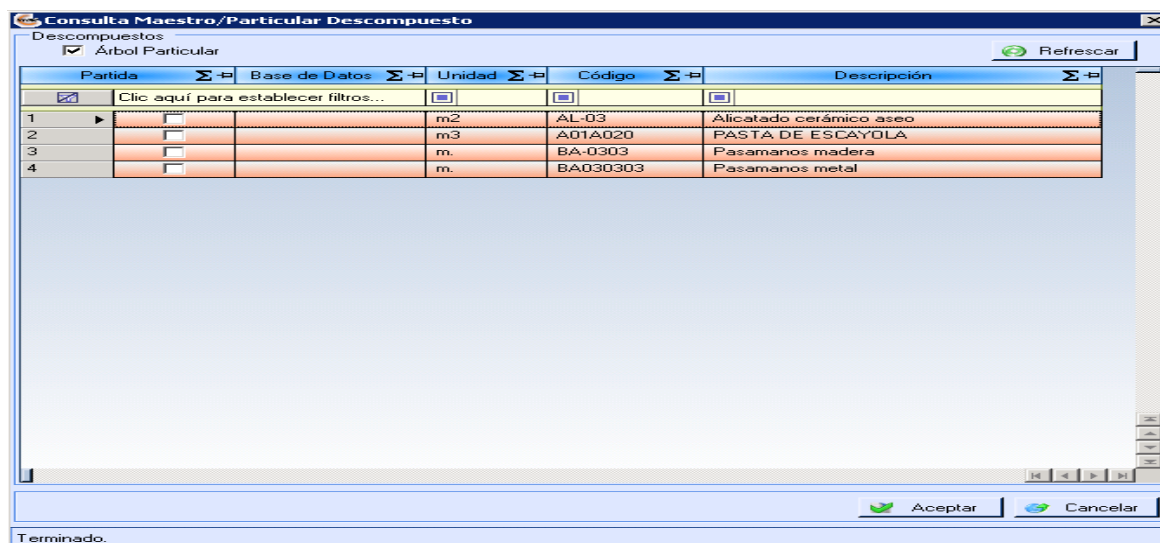 Consulta Maestro/Particular Descompuesto
Descompuestos
Árbol Particular
Refrescar
Partida Σ Base de Datos Σ Unidad Σ Código Σ Descripción Σ
Clic aquí para establecer filtros...
1 m2 AL-03 Alicatado cerámico aseo
2 m3 A01A020 PASTA DE ESCAYOLA
3 m. BA-0303 Pasamanos madera
4 m. BA030303 Pasamanos metal
Aceptar Cancelar
Terminado.